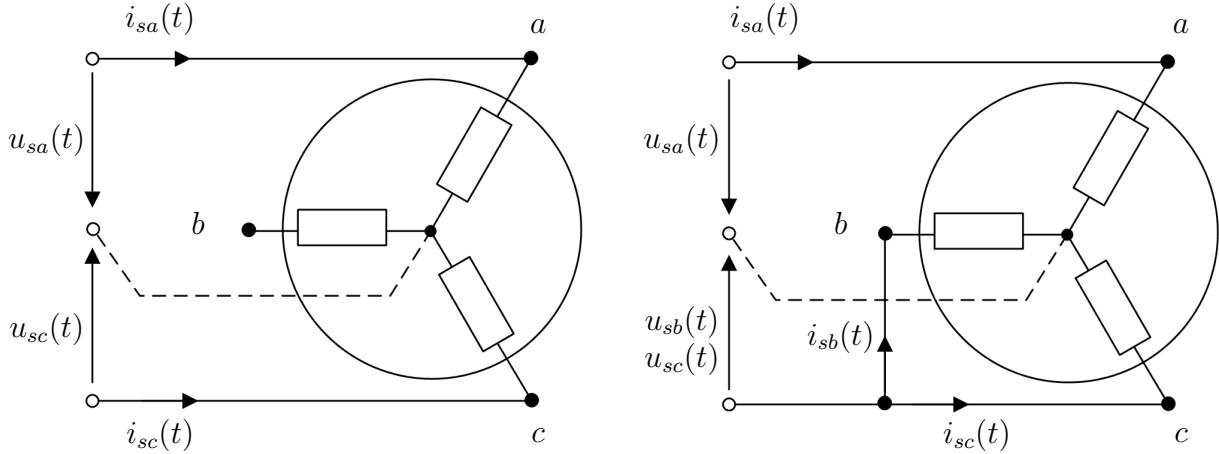 i_{sa}(t)
a
u_{sa}(t)
b
u_{sc}(t)
i_{sc}(t)
c
i_{sa}(t)
a
u_{sa}(t)
b
u_{sb}(t)
u_{sc}(t)
i_{sb}(t)
i_{sc}(t)
c